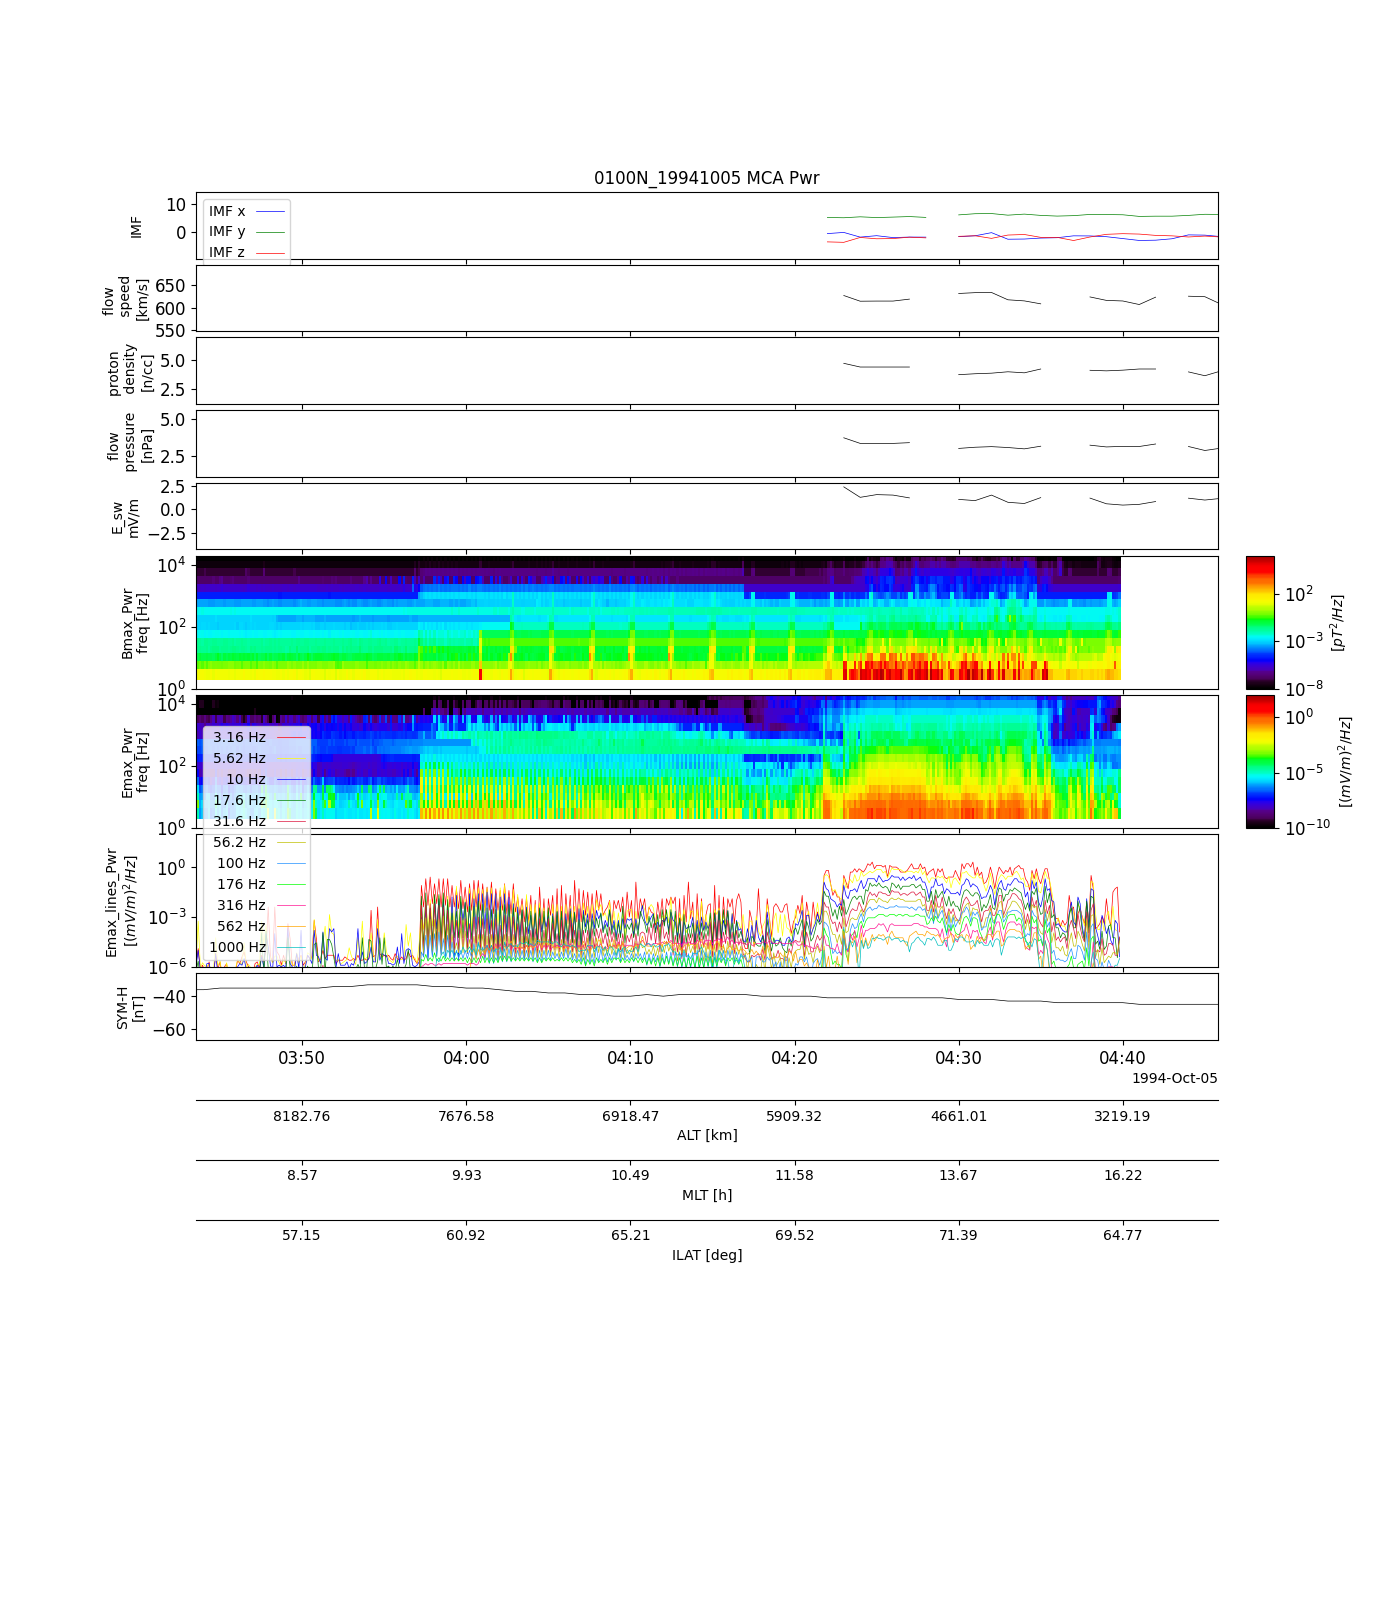 0100N_19941005 MCA Pwr
IMF
10
0
IMF x
IMF y
IMF z
flow
speed
[km/s]
650
600
550
proton
density
[n/cc]
5.0
2.5
flow
pressure
[nPa]
5.0
2.5
E_sw
mV/m
2.5
0.0
−2.5
Bmax_Pwr
freq [Hz]
10^4
10^2
10^0
10^2
10^−3
10^−8
[pT^2/Hz]
Emax_Pwr
freq [Hz]
10^4
10^2
10^0
10^0
10^−5
10^−10
[(mV/m)^2/Hz]
3.16 Hz
5.62 Hz
10 Hz
17.6 Hz
31.6 Hz
56.2 Hz
100 Hz
176 Hz
316 Hz
562 Hz
1000 Hz
Emax_lines_Pwr
[(mV/m)^2/Hz]
10^0
10^−3
10^−6
SYM-H
[nT]
−40
−60
03:50 04:00 04:10 04:20 04:30 04:40
1994-Oct-05
8182.76 7676.58 6918.47 5909.32 4661.01 3219.19
ALT [km]
8.57 9.93 10.49 11.58 13.67 16.22
MLT [h]
57.15 60.92 65.21 69.52 71.39 64.77
ILAT [deg]